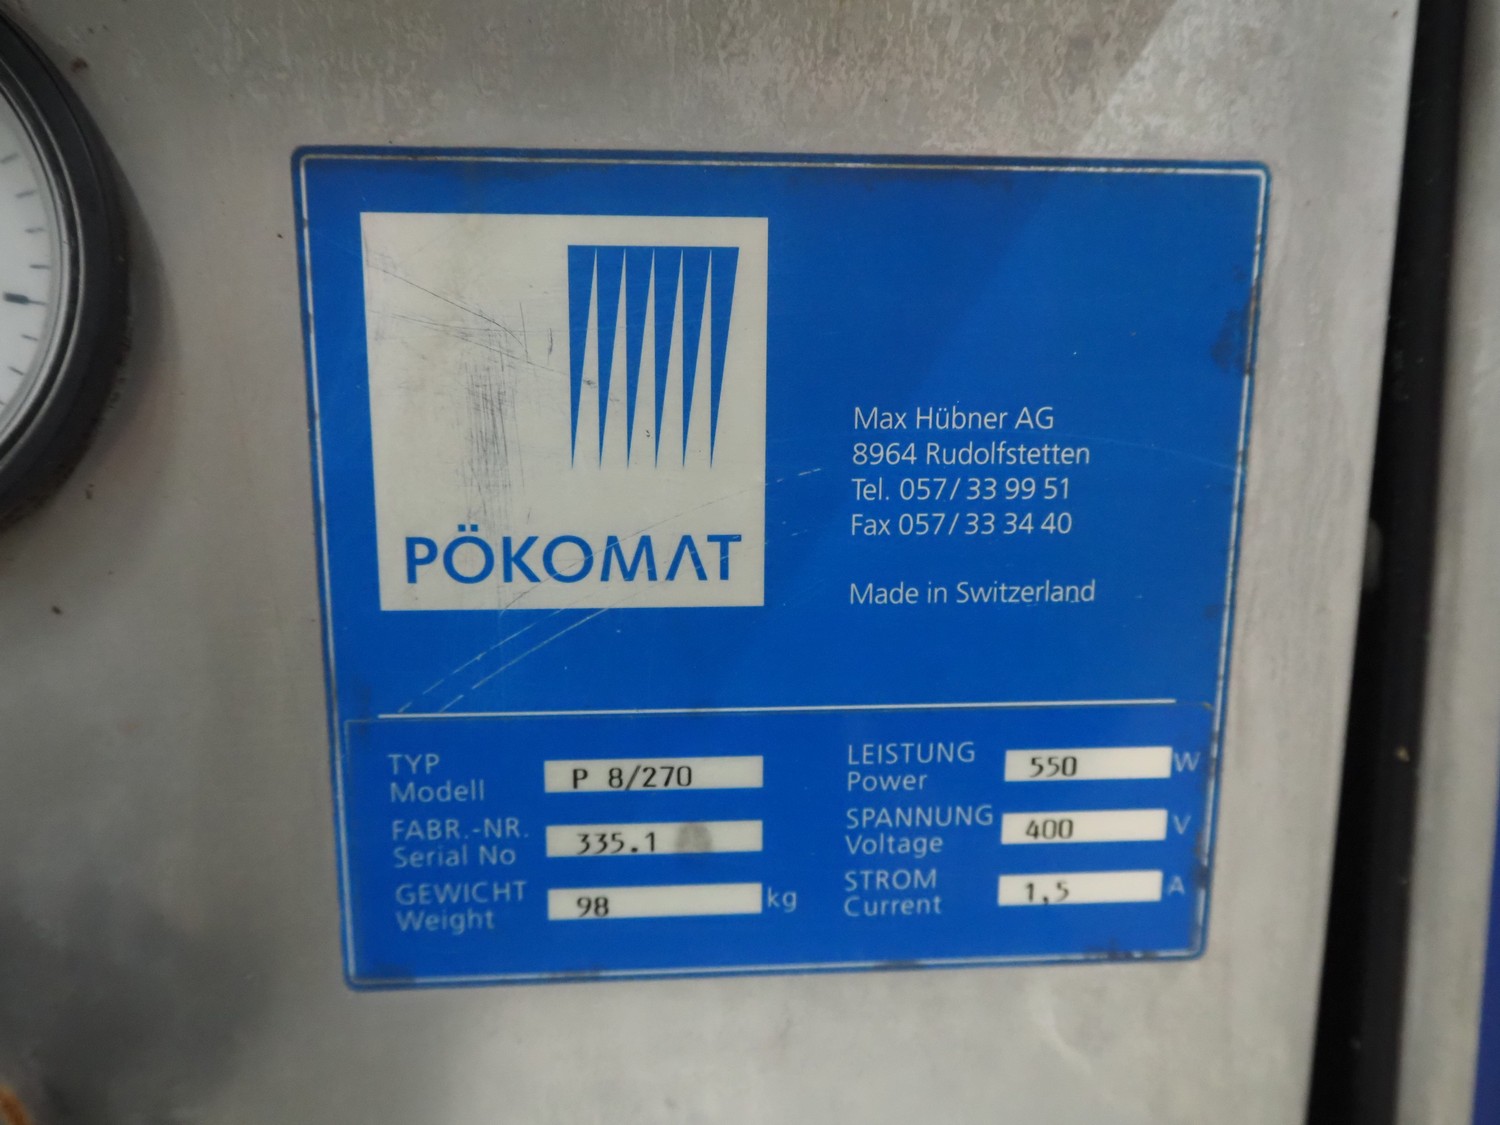 PÖKOMAT
Max Hübner AG
8964 Rudolfstetten
Tel. 057/33 99 51
Fax 057/33 34 40
Made in Switzerland
TYP
Modell
P 8/270
FABR.-NR.
Serial No
335.1
GEWICHT
Weight
98 kg
LEISTUNG
Power
550 W
SPANNUNG
Voltage
400 V
STROM
Current
1,5 A